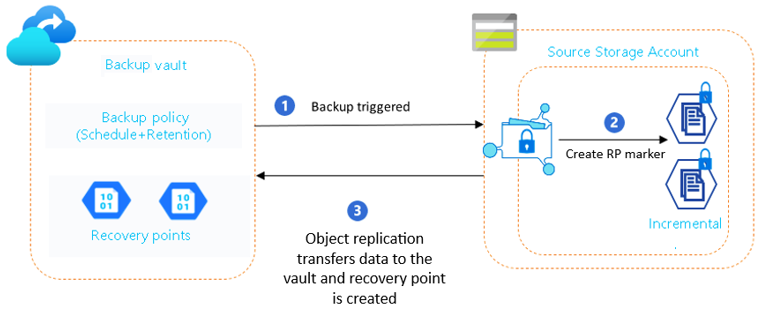 Backup vault
Source Storage Account
Backup policy
(Schedule+Retention)
1
Backup triggered
2
Create RP marker
10
01
10
01
Recovery points
Incremental
3
Object replication
transfers data to the
vault and recovery point
is created